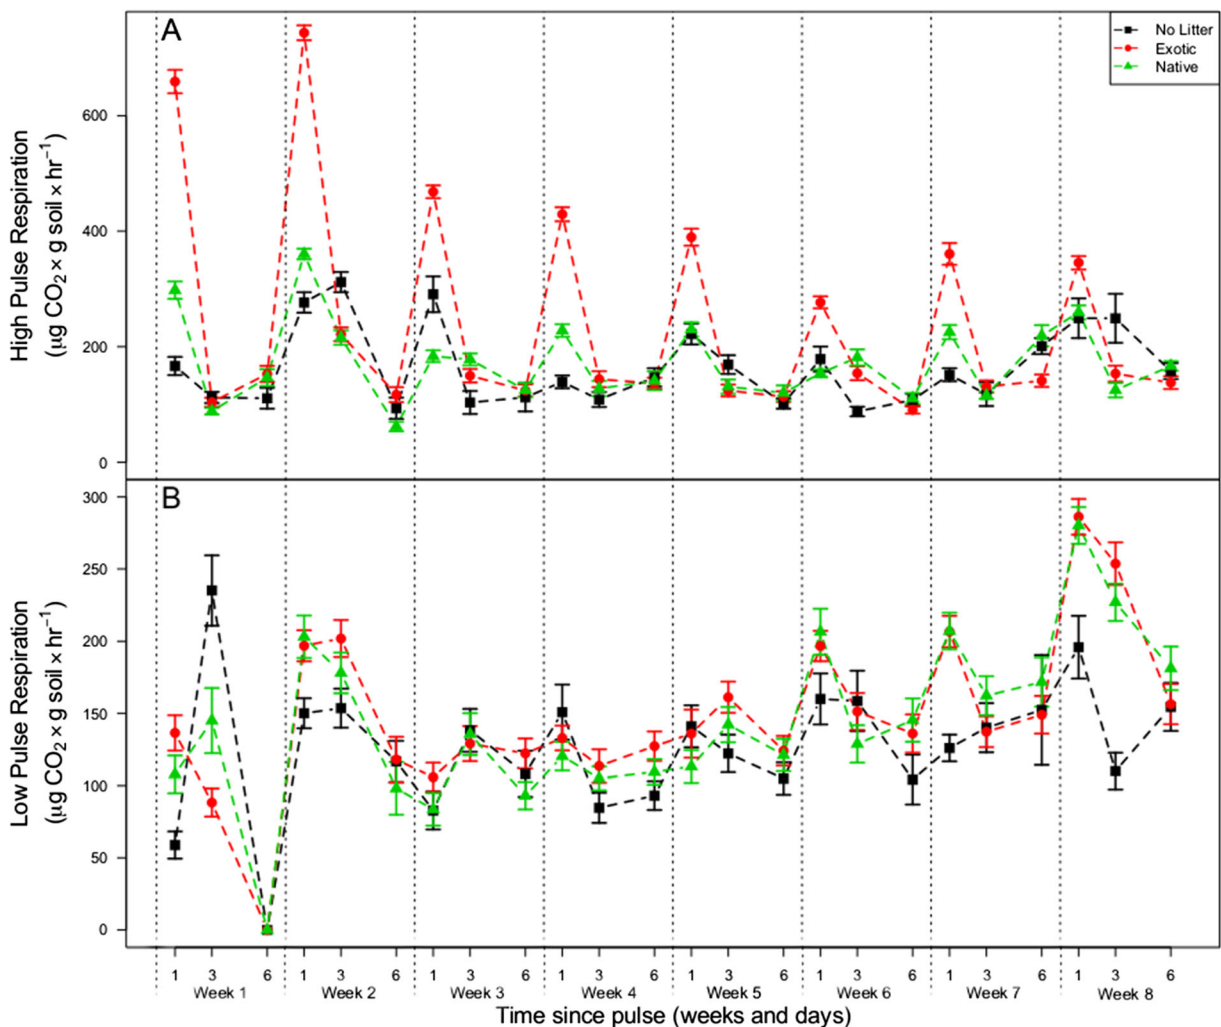 A
No Litter
Exotic
Native
High Pulse Respiration
(µg CO₂ × g soil × hr⁻¹)
600
400
200
0
B
Low Pulse Respiration
(µg CO₂ × g soil × hr⁻¹)
300
250
200
150
100
50
0
1 3 6 1 3 6 1 3 6 1 3 6 1 3 6 1 3 6 1 3 6 1 3 6
Week 1 Week 2 Week 3 Week 4 Week 5 Week 6 Week 7 Week 8
Time since pulse (weeks and days)